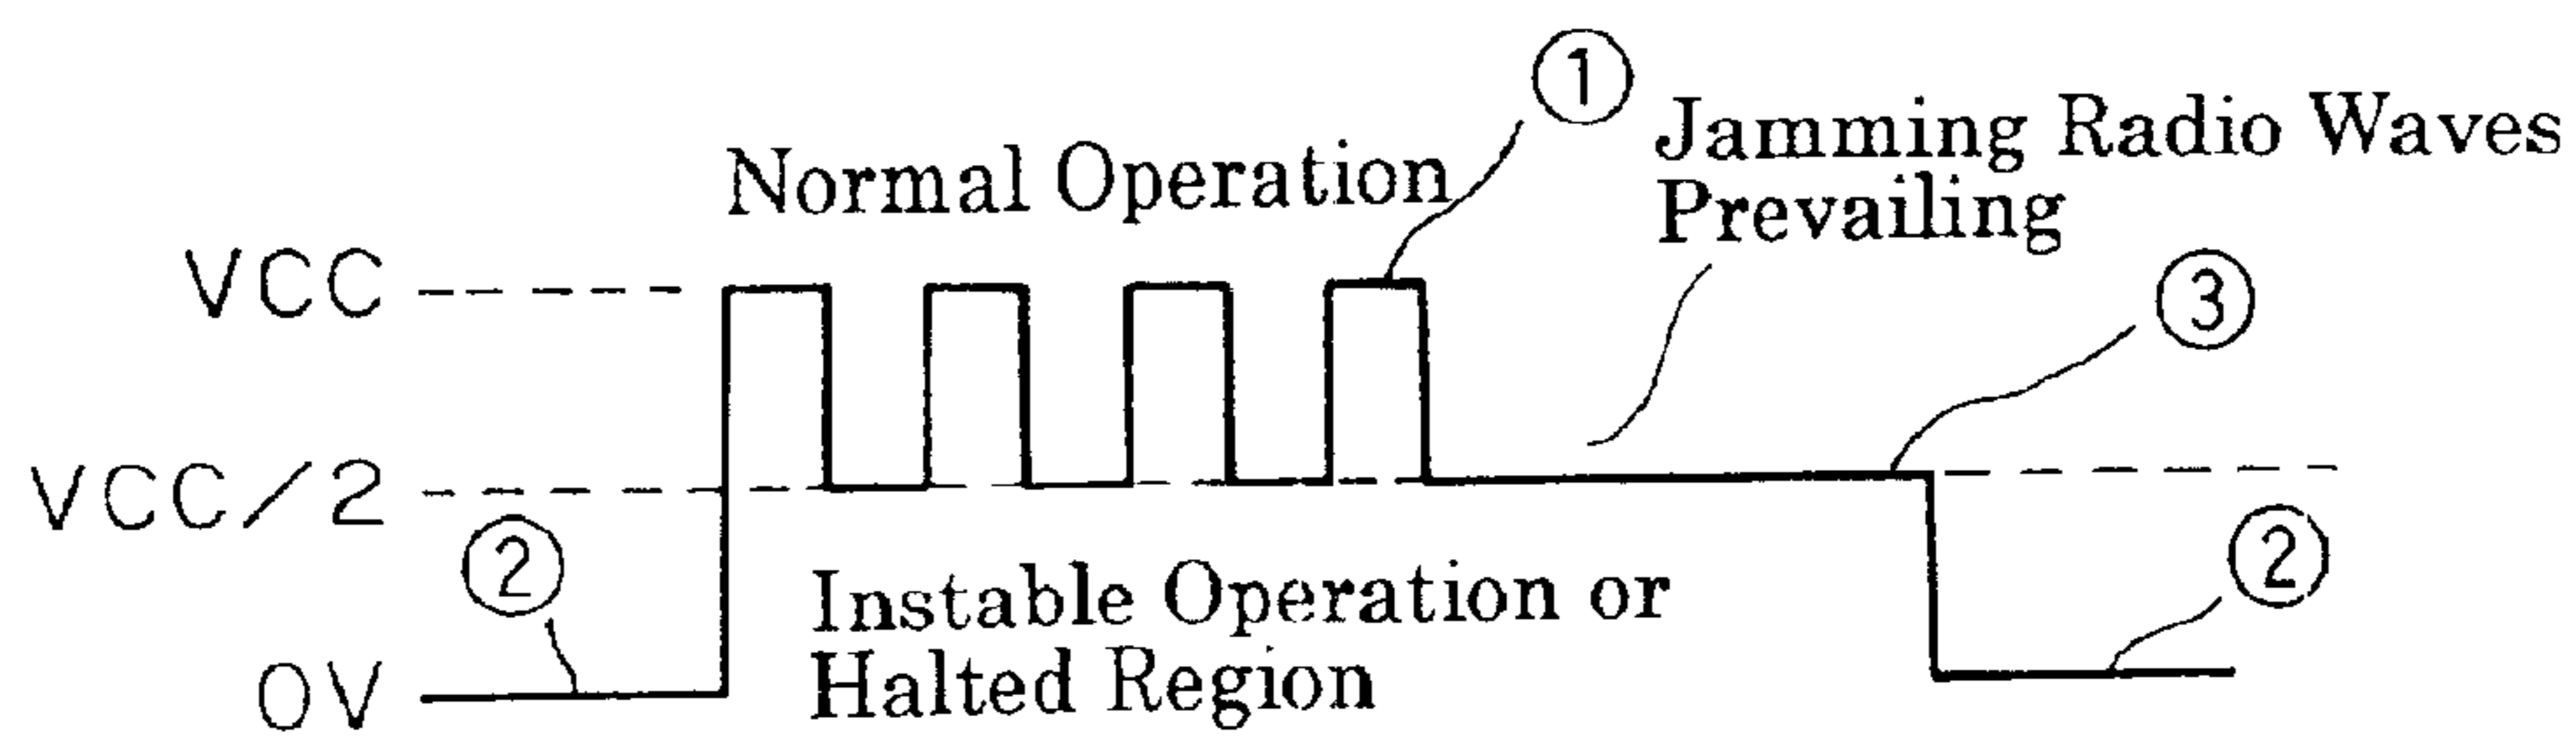 ①
Jamming Radio Waves
Prevailing
Normal Operation
VCC
③
VCC/2
②
②
Instable Operation or
Halted Region
0V